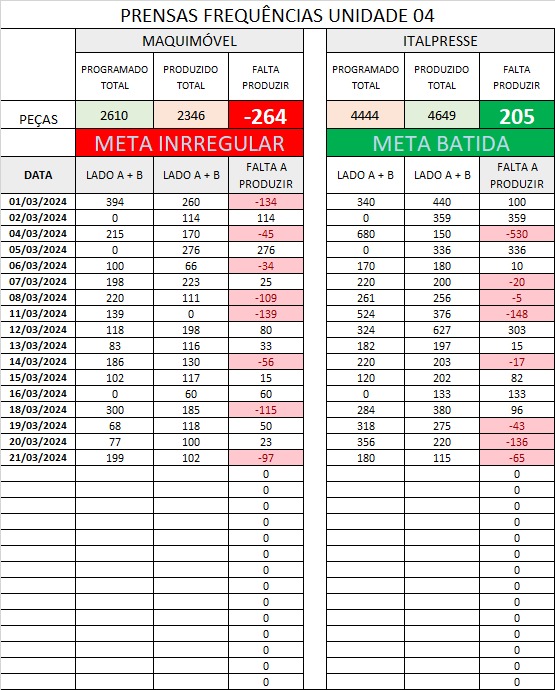 PRENSAS FREQUÊNCIAS UNIDADE 04
MAQUIMÓVEL ITALPRESSE
PROGRAMADO TOTAL PRODUZIDO TOTAL FALTA PRODUZIR PROGRAMADO TOTAL PRODUZIDO TOTAL FALTA PRODUZIR
PEÇAS 2610 2346 -264 4444 4649 205
META INRREGULAR META BATIDA
DATA LADO A + B LADO A + B FALTA A PRODUZIR LADO A + B LADO A + B FALTA A PRODUZIR
01/03/2024 394 260 -134 340 440 100
02/03/2024 0 114 114 0 359 359
04/03/2024 215 170 -45 680 150 -530
05/03/2024 0 276 276 0 336 336
06/03/2024 100 66 -34 170 180 10
07/03/2024 198 223 25 220 200 -20
08/03/2024 220 111 -109 261 256 -5
11/03/2024 139 0 -139 524 376 -148
12/03/2024 118 198 80 324 627 303
13/03/2024 83 116 33 182 197 15
14/03/2024 186 130 -56 220 203 -17
15/03/2024 102 117 15 120 202 82
16/03/2024 0 60 60 0 133 133
18/03/2024 300 185 -115 284 380 96
19/03/2024 68 118 50 318 275 -43
20/03/2024 77 100 23 356 220 -136
21/03/2024 199 102 -97 180 115 -65
0 0
0 0
0 0
0 0
0 0
0 0
0 0
0 0
0 0
0 0
0 0
0 0
0 0
0 0